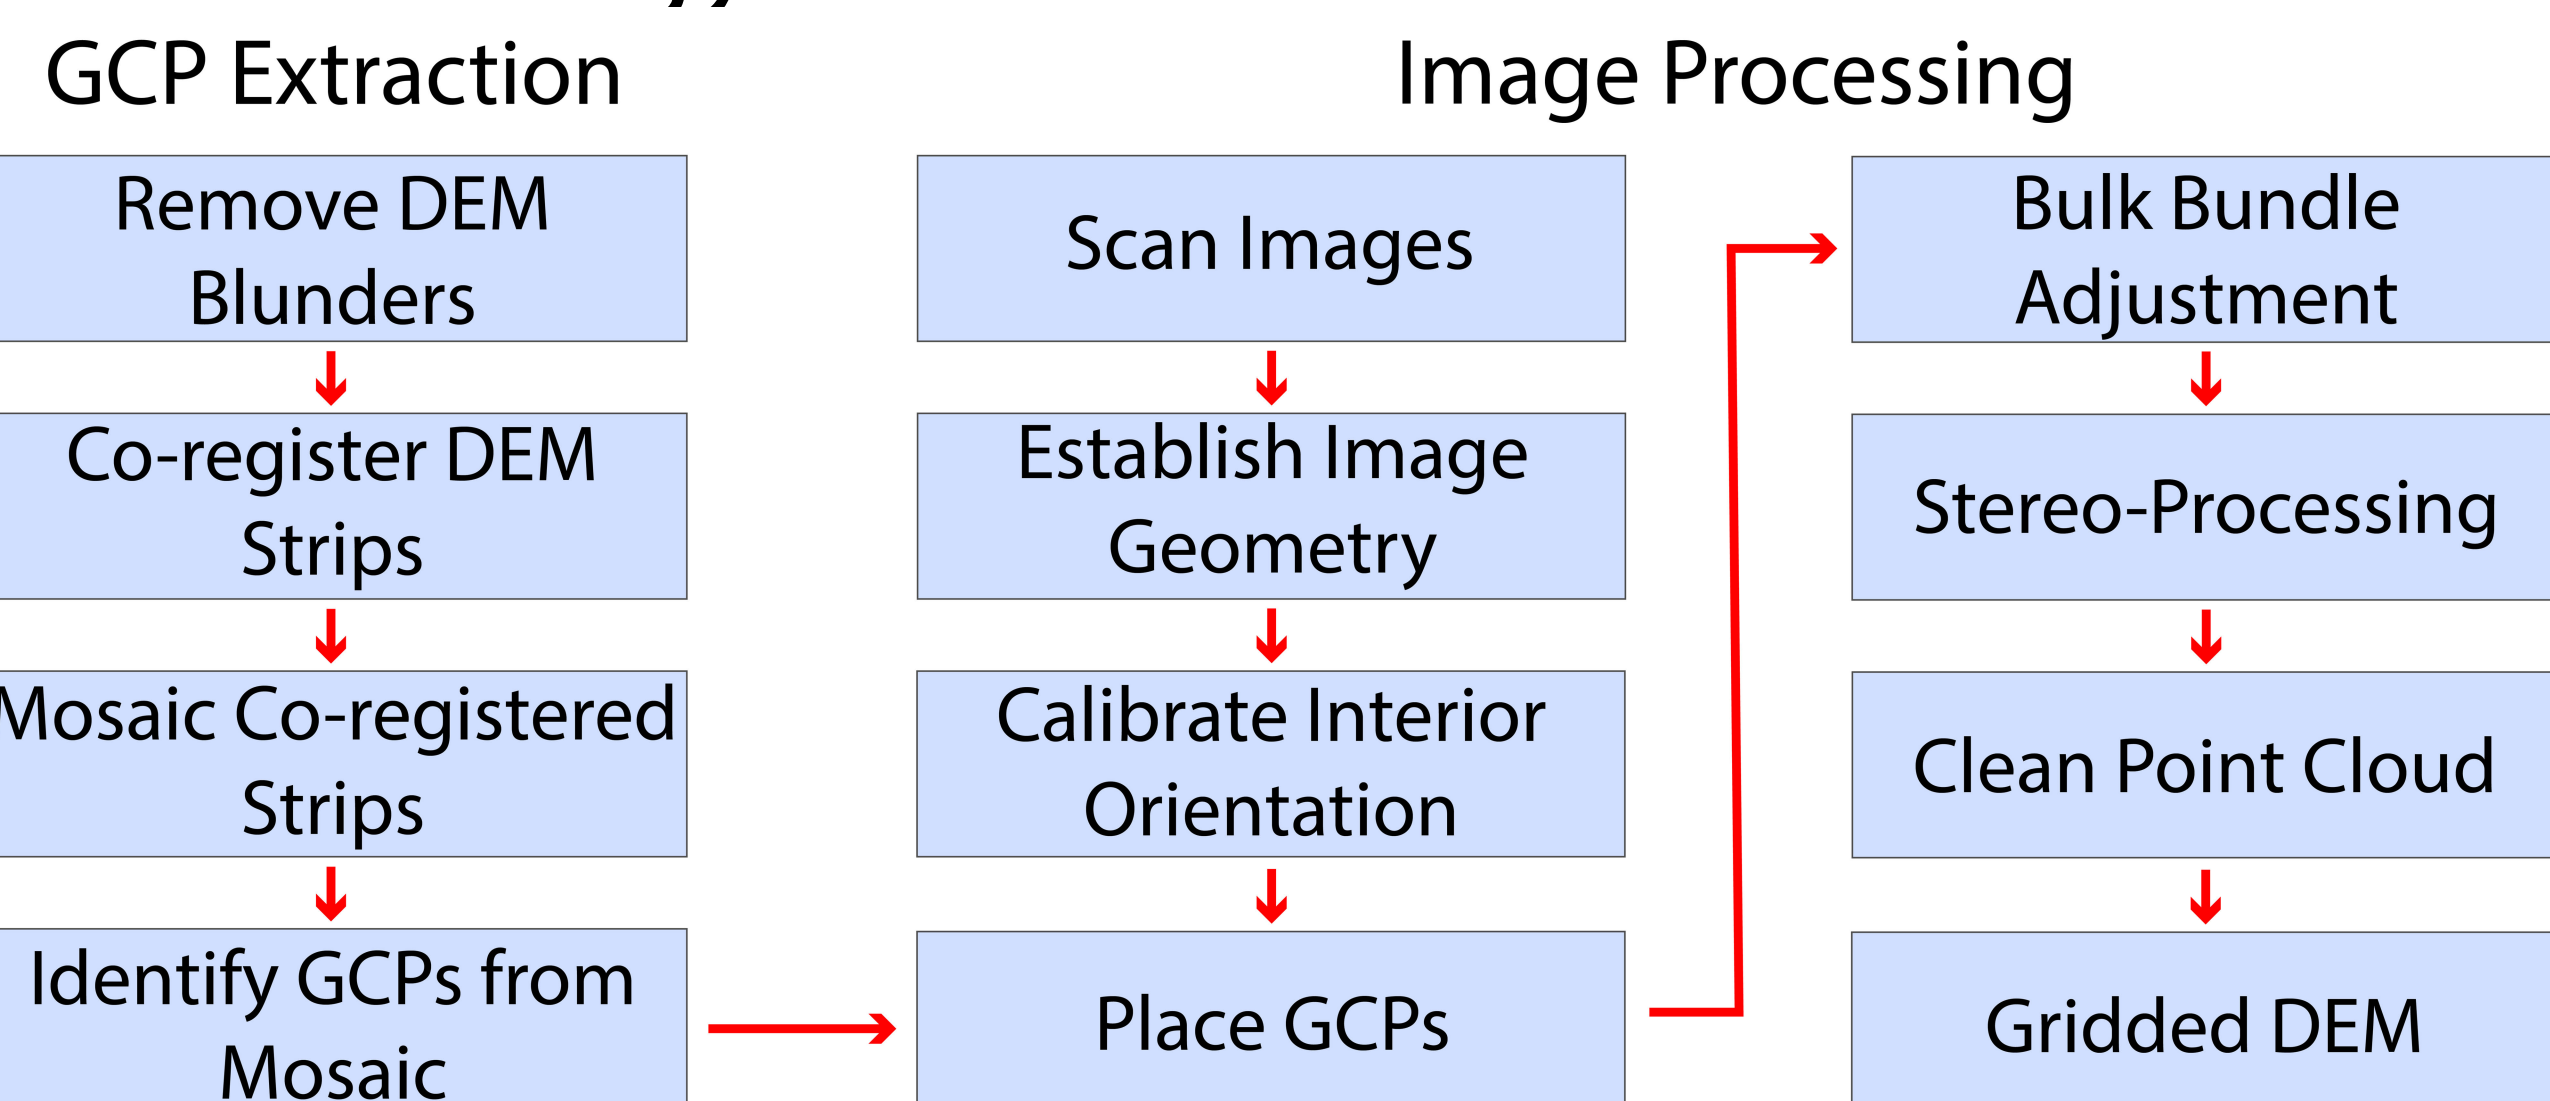 GCP Extraction
Remove DEM
Blunders
Co-register DEM
Strips
Mosaic Co-registered
Strips
Identify GCPs from
Mosaic
Image Processing
Scan Images
Establish Image
Geometry
Calibrate Interior
Orientation
Place GCPs
Bulk Bundle
Adjustment
Stereo-Processing
Clean Point Cloud
Gridded DEM